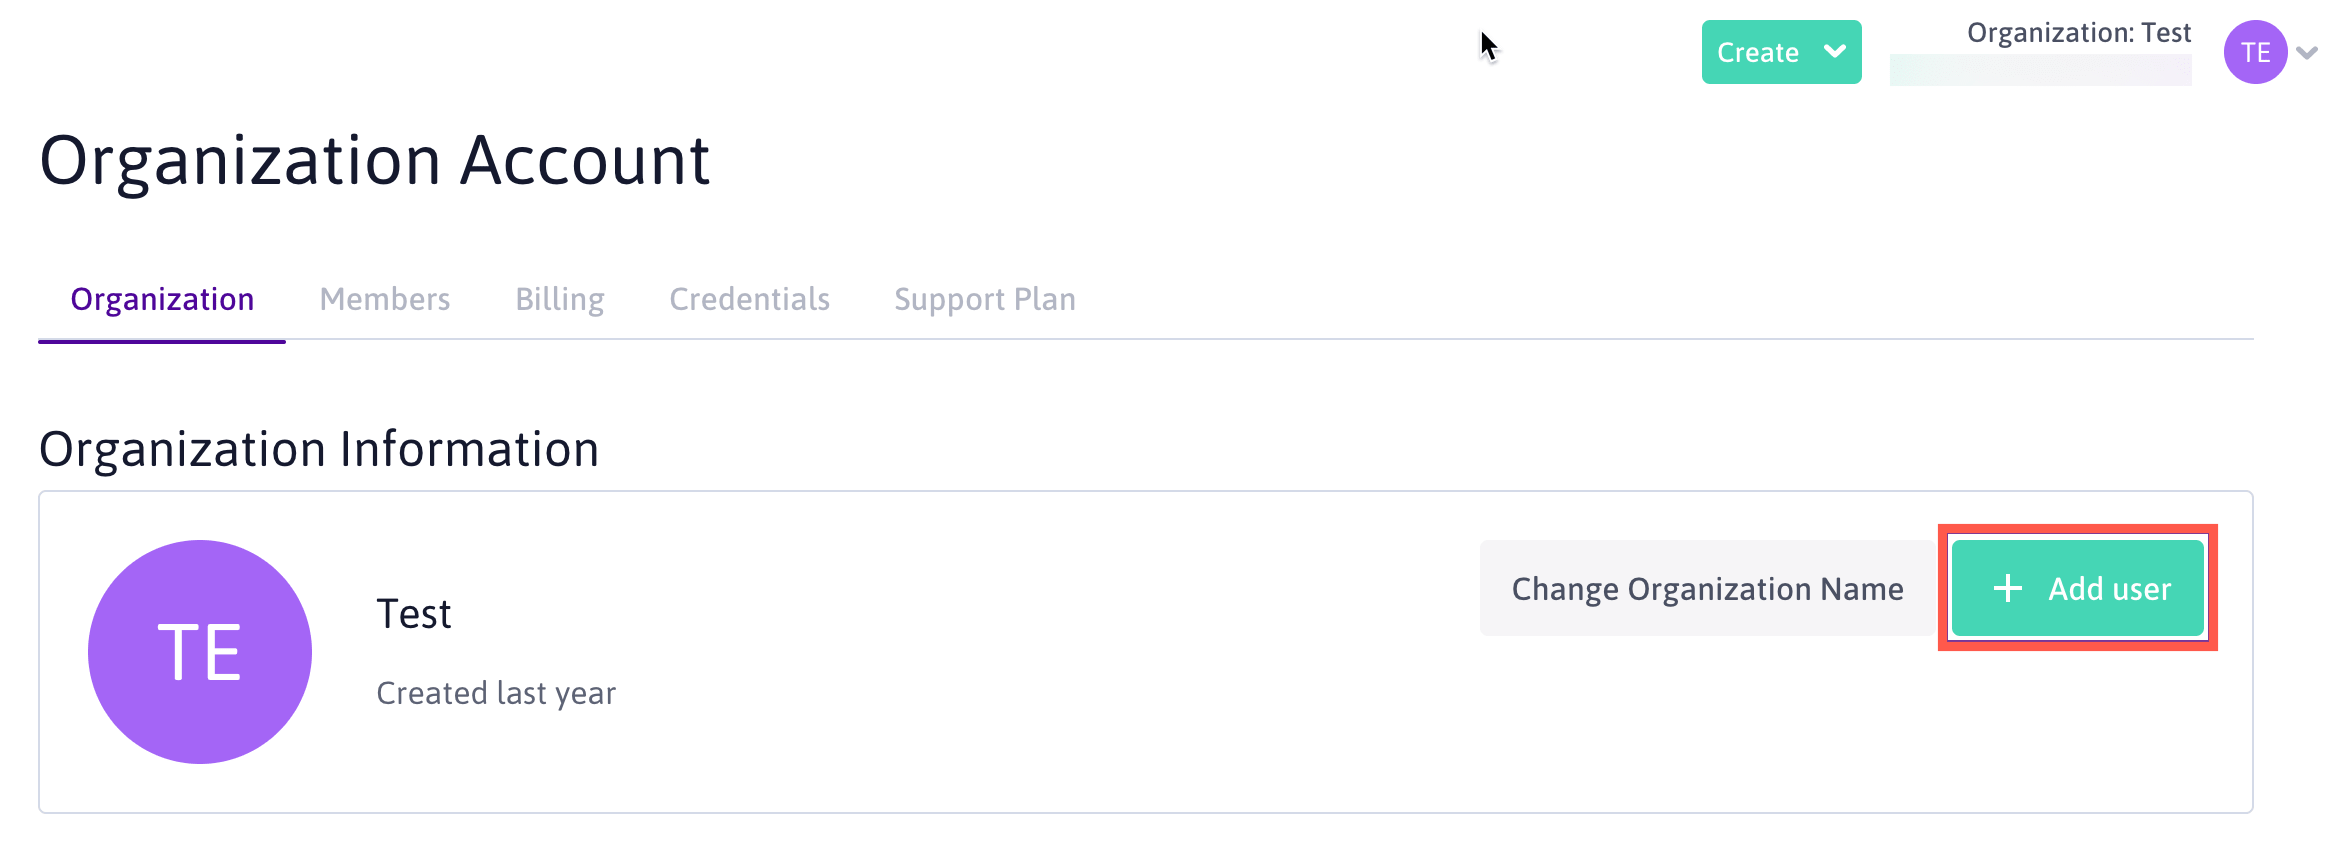 Create
Organization: Test
TE
Organization Account
Organization
Members
Billing
Credentials
Support Plan
Organization Information
TE
Test
Created last year
Change Organization Name
+ Add user